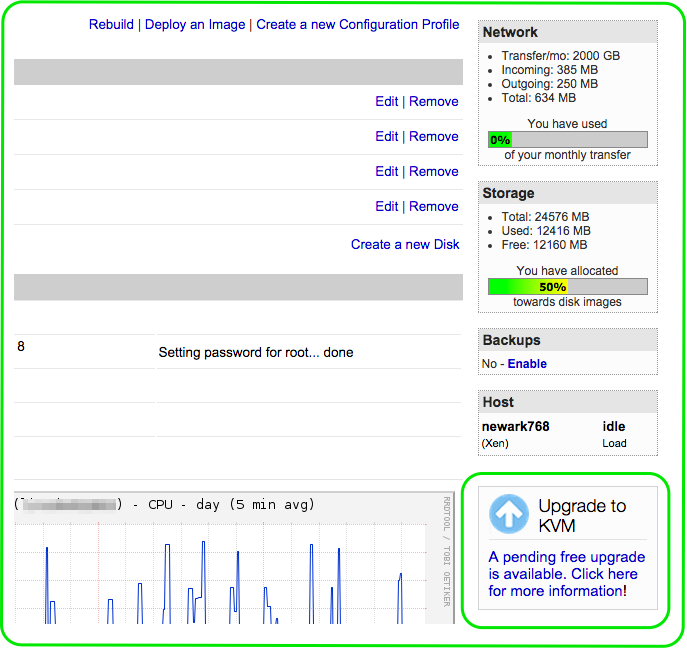 Rebuild | Deploy an Image | Create a new Configuration Profile
Edit | Remove
Edit | Remove
Edit | Remove
Edit | Remove
Create a new Disk
8
Setting password for root... done
) - CPU - day (5 min avg)
RRDTOOL / TOBI OETIKER
Network
Transfer/mo: 2000 GB
Incoming: 385 MB
Outgoing: 250 MB
Total: 634 MB
You have used
0%
of your monthly transfer
Storage
Total: 24576 MB
Used: 12416 MB
Free: 12160 MB
You have allocated
50%
towards disk images
Backups
No - Enable
Host
newark768 idle
(Xen) Load
Upgrade to
KVM
A pending free upgrade
is available. Click here
for more information!